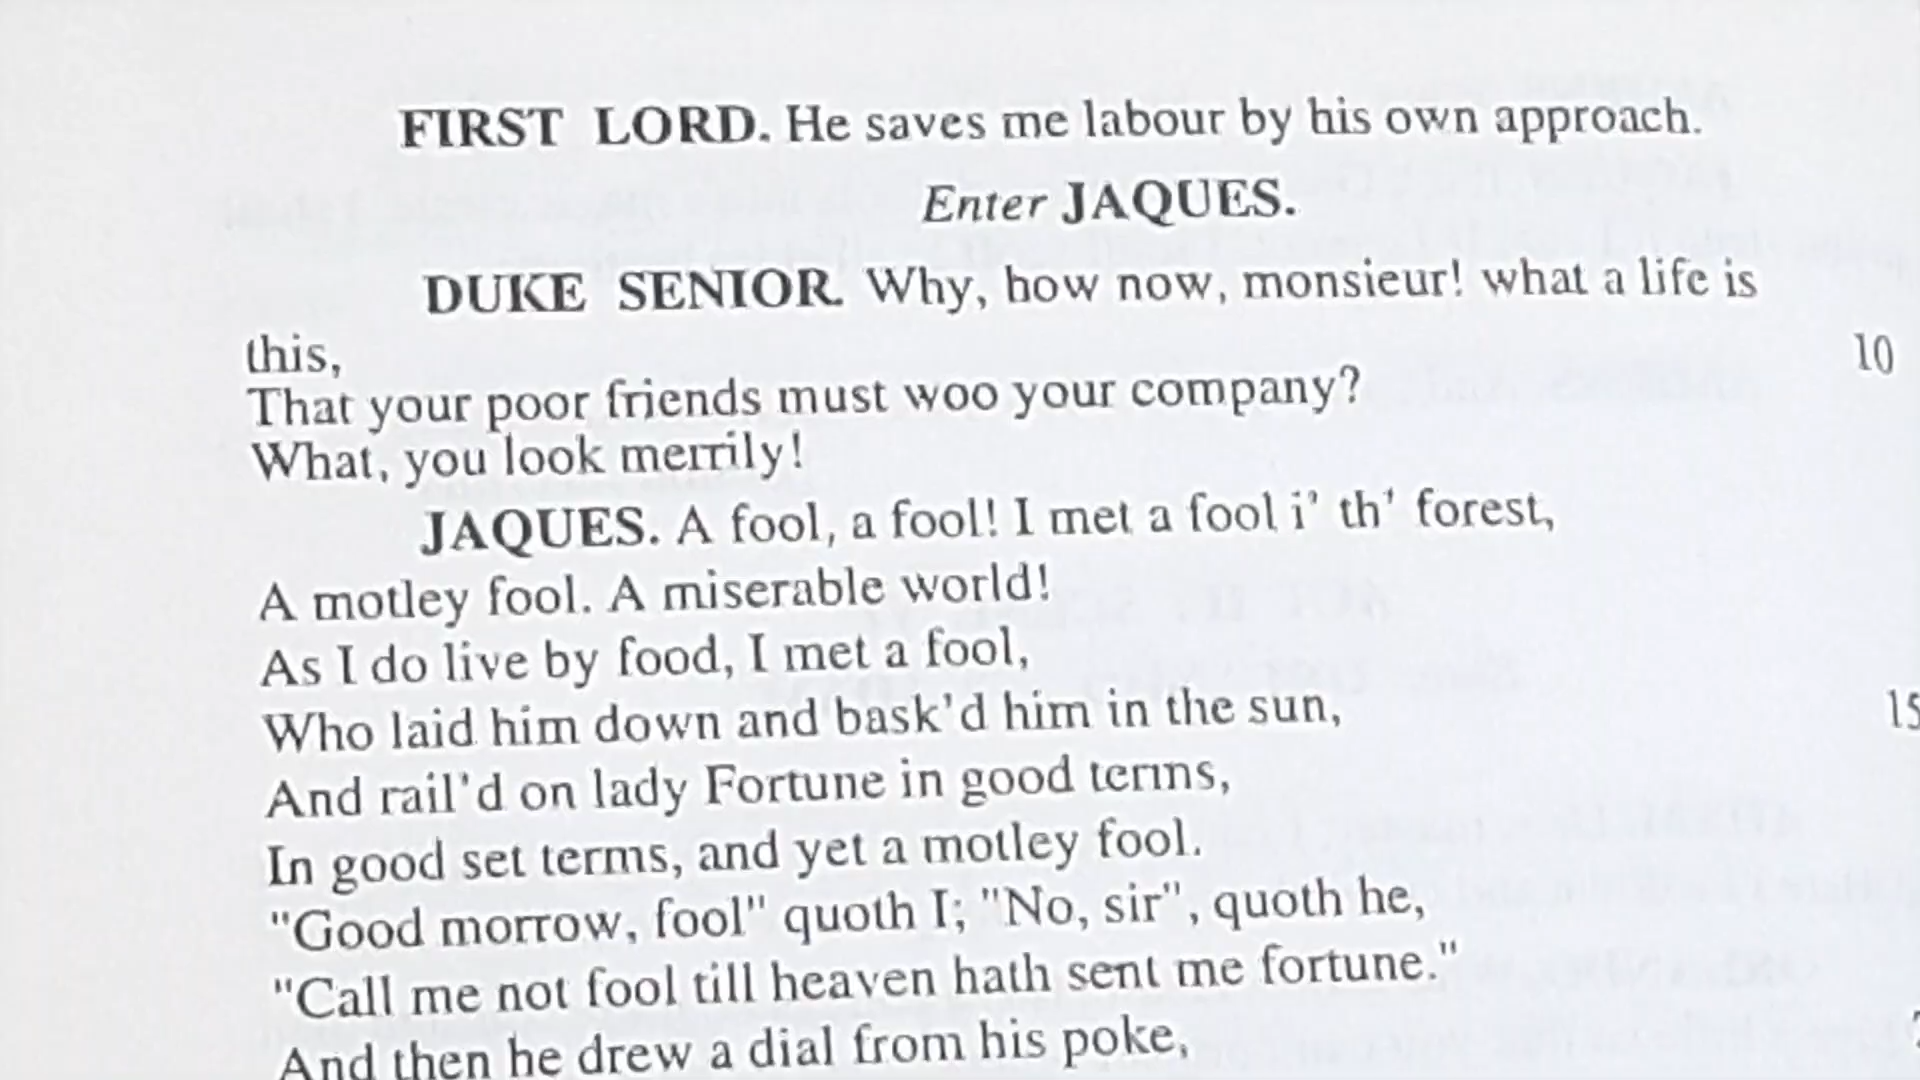 FIRST LORD. He saves me labour by his own approach.
Enter JAQUES.
DUKE SENIOR. Why, how now, monsieur! what a life is
this, 10
That your poor friends must woo your company?
What, you look merrily!
JAQUES. A fool, a fool! I met a fool i' th' forest,
A motley fool. A miserable world!
As I do live by food, I met a fool,
Who laid him down and bask'd him in the sun, 15
And rail'd on lady Fortune in good terms,
In good set terms, and yet a motley fool.
"Good morrow, fool" quoth I; "No, sir", quoth he,
"Call me not fool till heaven hath sent me fortune."
And then he drew a dial from his poke,